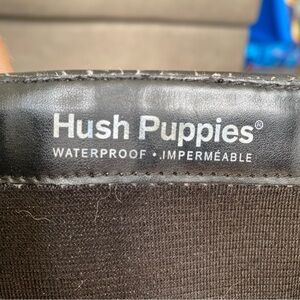 Hush Puppies®
WATERPROOF • IMPERMÉABLE